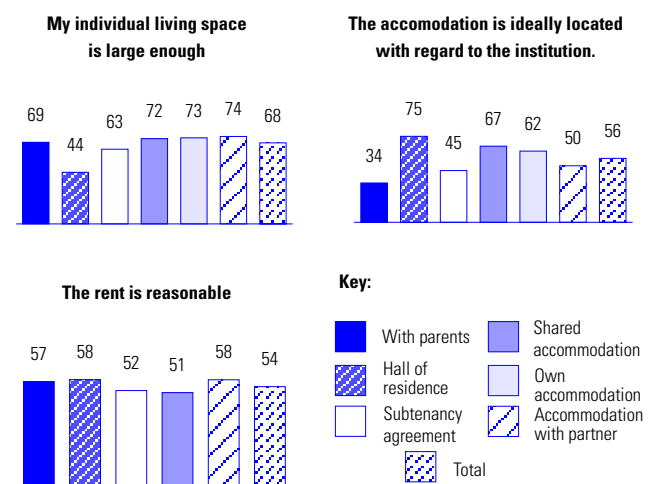 My individual living space
is large enough
69
44
63
72
73
74
68
The accomodation is ideally located
with regard to the institution.
34
75
45
67
62
50
56
The rent is reasonable
57
58
52
51
58
54
Key:
With parents
Hall of
residence
Subtenancy
agreement
Shared
accommodation
Own
accommodation
Accommodation
with partner
Total